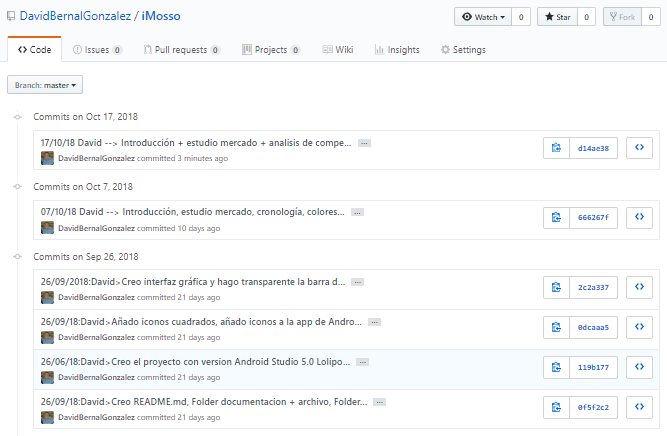 DavidBernalGonzalez / iMosso
Watch 0 Star 0 Fork 0
Code Issues 0 Pull requests 0 Projects 0 Wiki Insights Settings
Branch: master
Commits on Oct 17, 2018
17/10/18 David --> Introducción + estudio mercado + analisis de compe... ...
d14ae38
DavidBernalGonzalez committed 3 minutes ago
Commits on Oct 7, 2018
07/10/18 David --> Introducción, estudio mercado, cronología, colores... ...
666267f
DavidBernalGonzalez committed 10 days ago
Commits on Sep 26, 2018
26/09/2018:David>Creo interfaz gráfica y hago transparente la barra d... ...
2c2a337
DavidBernalGonzalez committed 21 days ago
26/09/18:David>Añado iconos cuadrados, añado iconos a la app de Andro... ...
0dcaaa5
DavidBernalGonzalez committed 21 days ago
26/06/18:David>Creo el proyecto con version Android Studio 5.0 Lolipo... ...
119b177
DavidBernalGonzalez committed 21 days ago
26/09/18:David>Creo README.md, Folder documentacion + archivo, Folder... ...
0f5f2c2
DavidBernalGonzalez committed 21 days ago